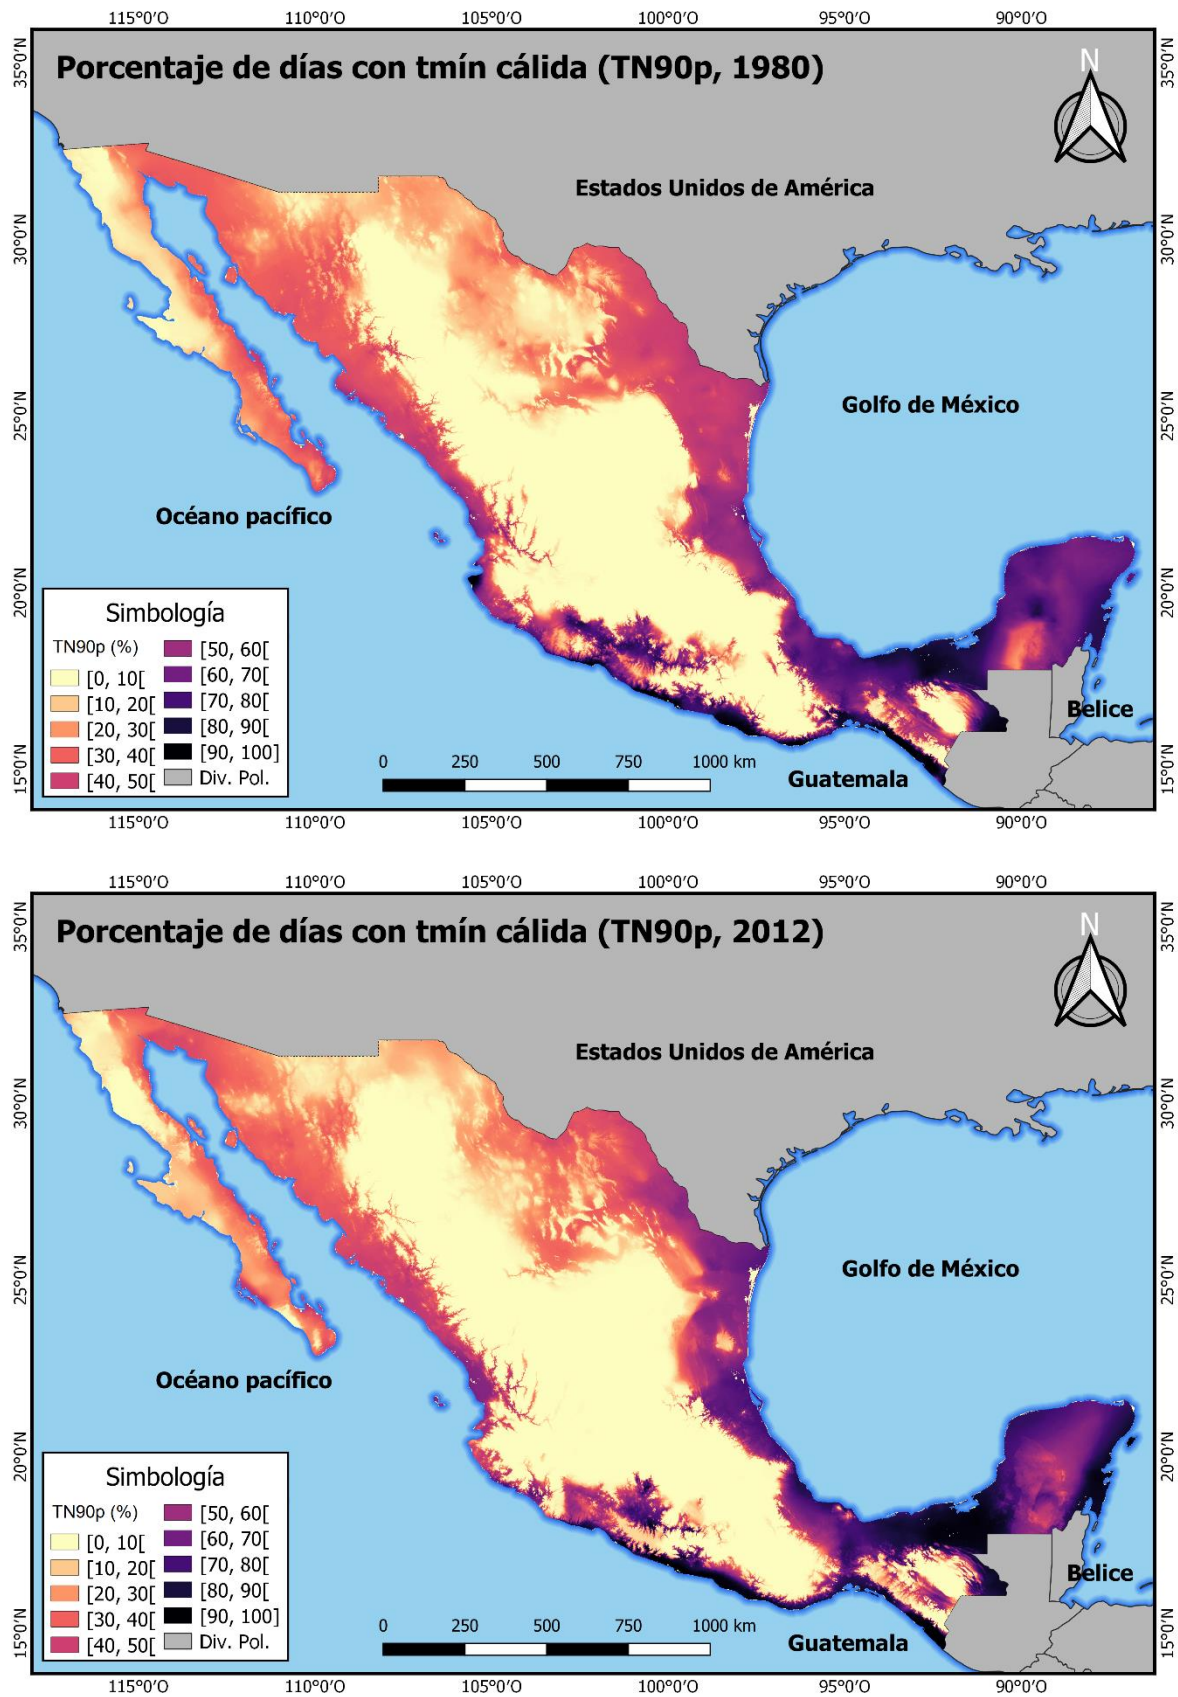 115°0'O 110°0'O 105°0'O 100°0'O 95°0'O 90°0'O
Porcentaje de días con tmín cálida (TN90p, 1980)
N
35°0'N 35°0'N
Estados Unidos de América
30°0'N 30°0'N
Golfo de México
25°0'N 25°0'N
Océano pacífico
20°0'N 20°0'N
Simbología
TN90p (%)
[0, 10[
[10, 20[
[20, 30[
[30, 40[
[40, 50[
[50, 60[
[60, 70[
[70, 80[
[80, 90[
[90, 100]
Div. Pol.
Belice
0 250 500 750 1000 km
Guatemala
15°0'N 15°0'N
115°0'O 110°0'O 105°0'O 100°0'O 95°0'O 90°0'O
115°0'O 110°0'O 105°0'O 100°0'O 95°0'O 90°0'O
Porcentaje de días con tmín cálida (TN90p, 2012)
N
35°0'N 35°0'N
Estados Unidos de América
30°0'N 30°0'N
Golfo de México
25°0'N 25°0'N
Océano pacífico
20°0'N 20°0'N
Simbología
TN90p (%)
[0, 10[
[10, 20[
[20, 30[
[30, 40[
[40, 50[
[50, 60[
[60, 70[
[70, 80[
[80, 90[
[90, 100]
Div. Pol.
Belice
0 250 500 750 1000 km
Guatemala
15°0'N 15°0'N
115°0'O 110°0'O 105°0'O 100°0'O 95°0'O 90°0'O